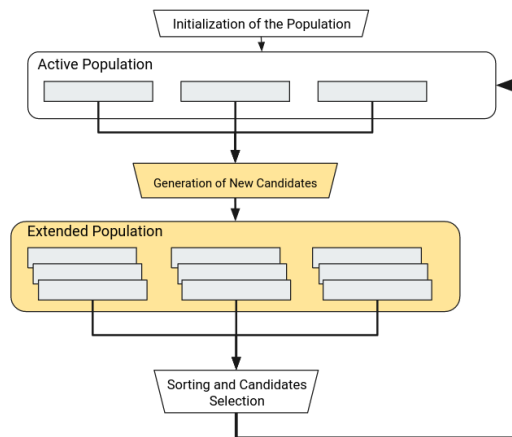 Initialization of the Population
Active Population
Generation of New Candidates
Extended Population
Sorting and Candidates
Selection